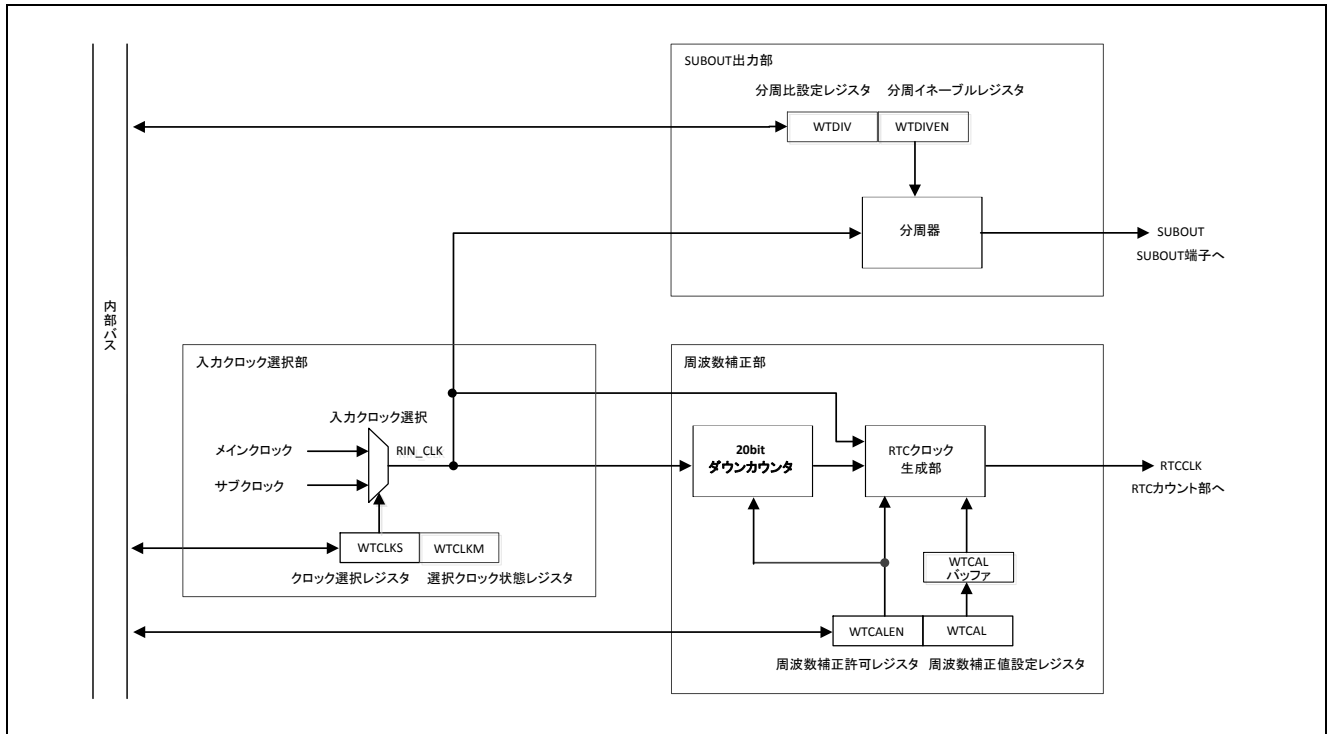 SUBOUT出力部
分周比設定レジスタ 分周イネーブルレジスタ
WTDIV WTDIVEN
分周器
SUBOUT
SUBOUT端子へ
内部バス
入力クロック選択部
入力クロック選択
メインクロック
サブクロック
RIN_CLK
WTCLKS WTCLKM
クロック選択レジスタ 選択クロック状態レジスタ
周波数補正部
20bit
ダウンカウンタ
RTCクロック
生成部
RTCCLK
RTCカウント部へ
WTCAL
バッファ
WTCALEN WTCAL
周波数補正許可レジスタ 周波数補正値設定レジスタ